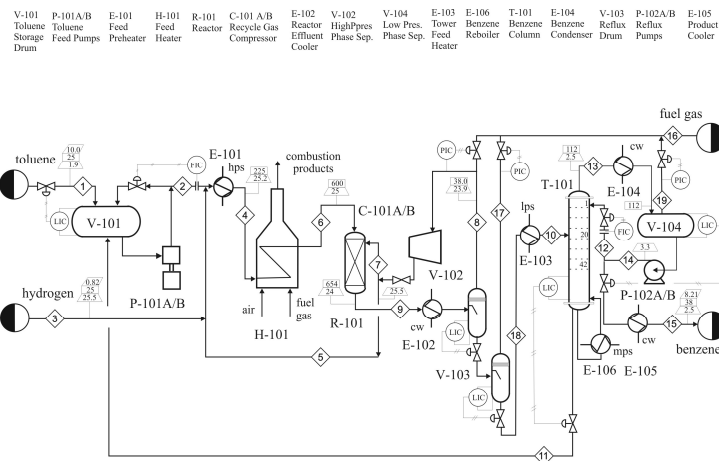 V-101 P-101A/B E-101 H-101 R-101 C-101 A/B E-102 V-102 V-104 E-103 E-106 T-101 E-104 V-103 P-102A/B E-105
Toluene Toluene Feed Feed Reactor Recycle Gas Reactor HighPpres Low Pres. Tower Benzene Benzene Benzene Reflux Reflux Product
Storage Feed Pumps Preheater Heater Compressor Effluent Phase Sep. Phase Sep. Feed Reboiler Column Condenser Drum Pumps Cooler
Drum Cooler Heater
fuel gas
16
toluene
10.0
25
1.9
FIC
E-101
hps
225
25.2
combustion
products
PIC
38.0
23.9
PIC
112
2.5
13
cw
PIC
T-101
E-104
1
2
600
25
C-101A/B
19
LIC
V-101
4
6
8
17
lps
1
112
V-104
LIC
10
20
FIC
12
7
V-102
E-103
14
3.3
42
hydrogen
0.82
25
25.5
P-101A/B
654
24
25.5
LIC
P-102A/B
8.21
38
2.5
3
air
fuel
gas
R-101
9
cw
LIC
18
15
H-101
E-102
cw
benzene
5
V-103
mps
E-106
E-105
LIC
11